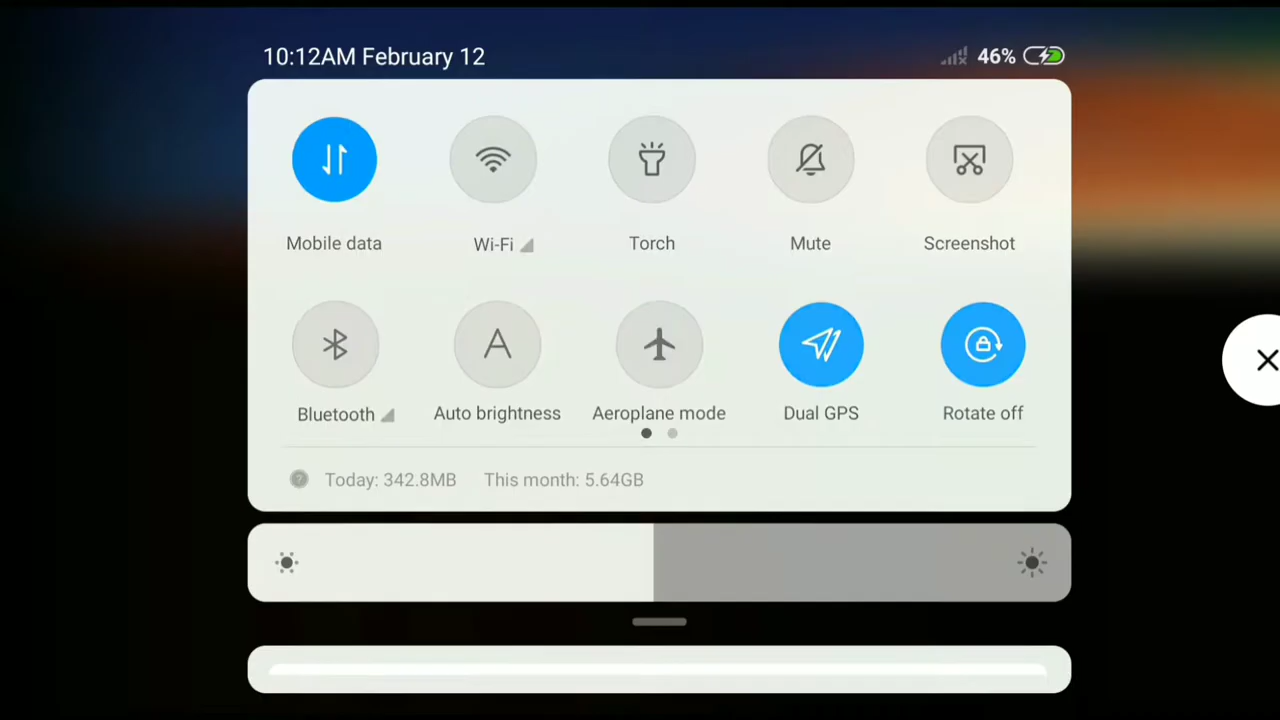 10:12AM February 12 46%
Mobile data Wi-Fi Torch Mute Screenshot
Bluetooth Auto brightness Aeroplane mode Dual GPS Rotate off
Today: 342.8MB This month: 5.64GB